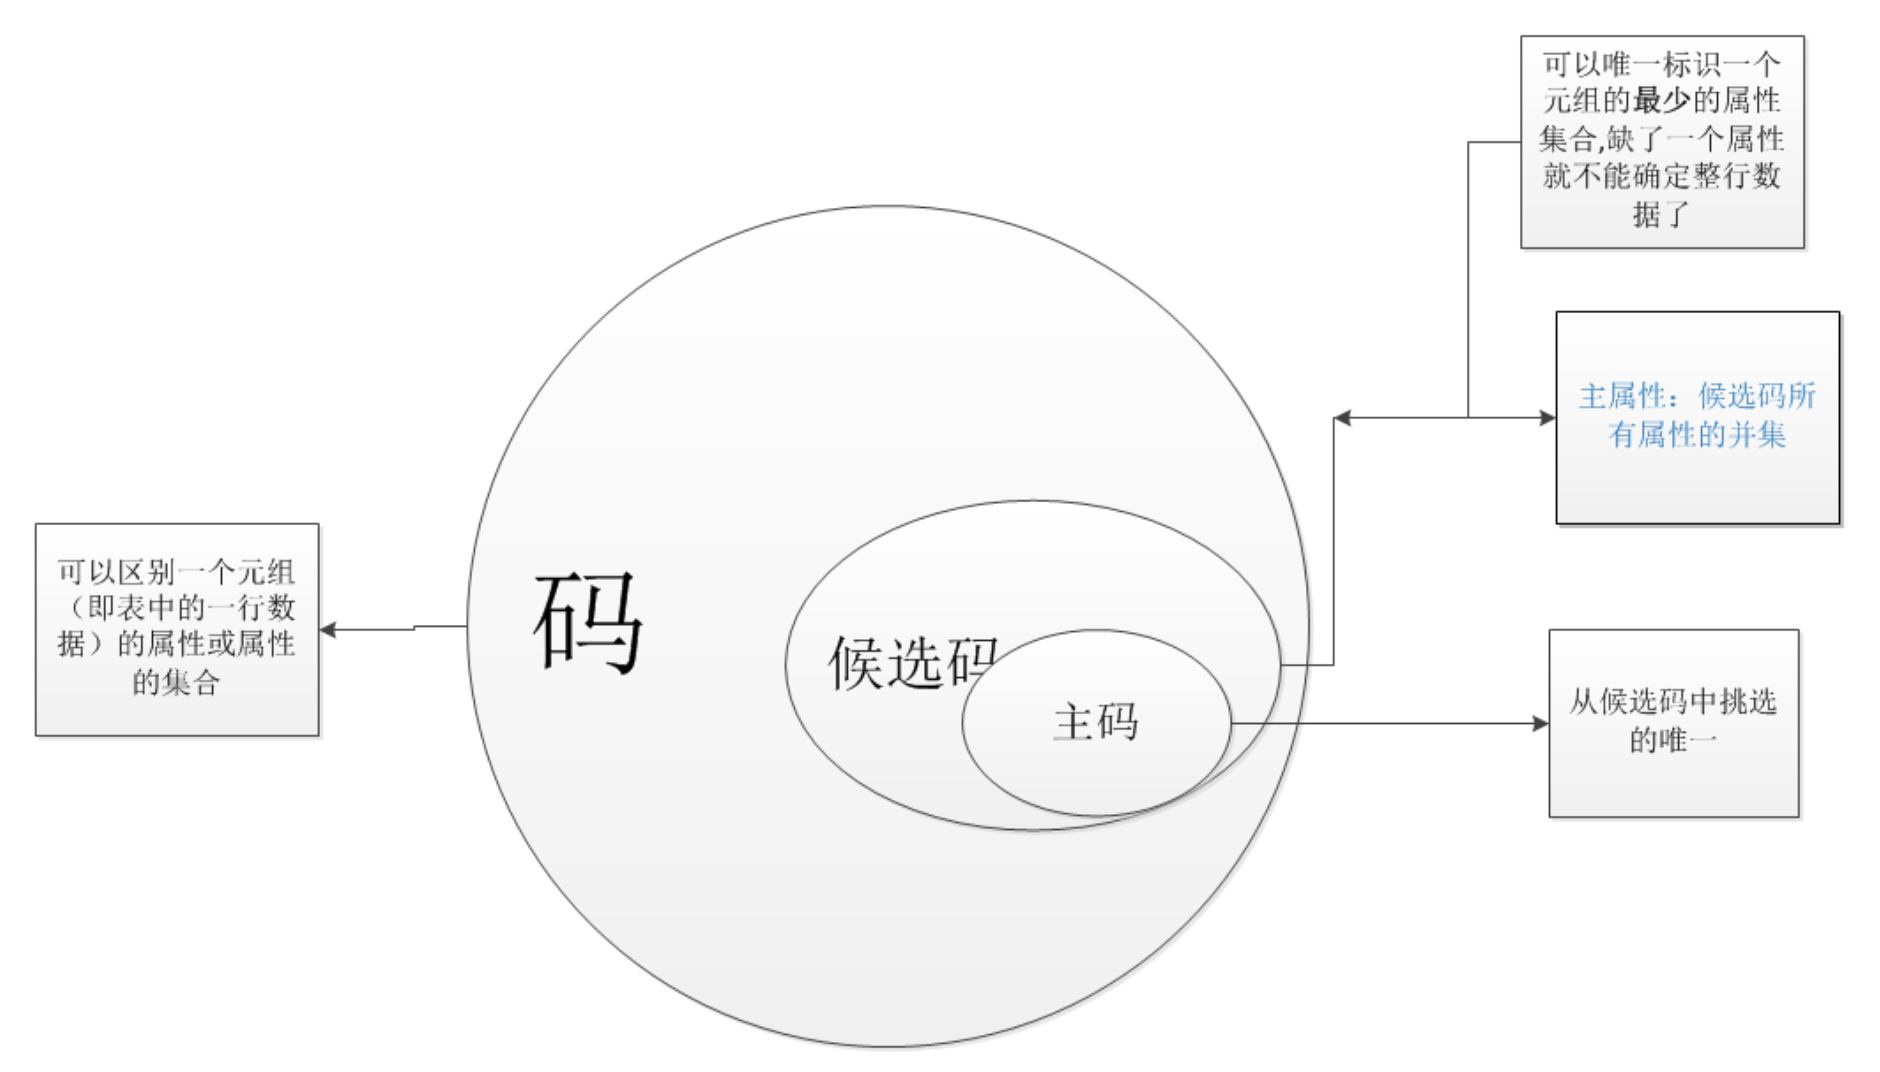 可以唯一标识一个
元组的最少的属性
集合,缺了一个属性
就不能确定整行数
据了
主属性：候选码所
有属性的并集
可以区别一个元组
（即表中的一行数
据）的属性或属性
的集合
码
候选码
主码
从候选码中挑选
的唯一